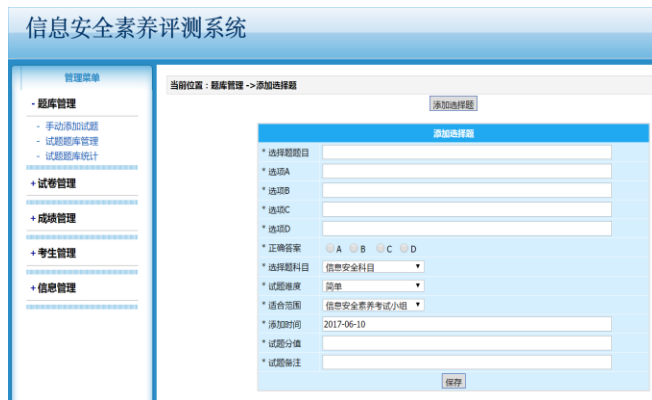 信息安全素养评测系统
管理菜单
- 题库管理
- 手动添加试题
- 试题题库管理
- 试题题库统计
+ 试卷管理
+ 成绩管理
+ 考生管理
+ 信息管理
当前位置：题库管理 ->添加选择题
添加选择题
添加选择题
* 选择题题目
* 选项A
* 选项B
* 选项C
* 选项D
* 正确答案 A B C D
* 选择题科目 信息安全科目
* 试题难度 简单
* 适合范围 信息安全素养考试小组
* 添加时间 2017-06-10
* 试题分值
* 试题备注
保存